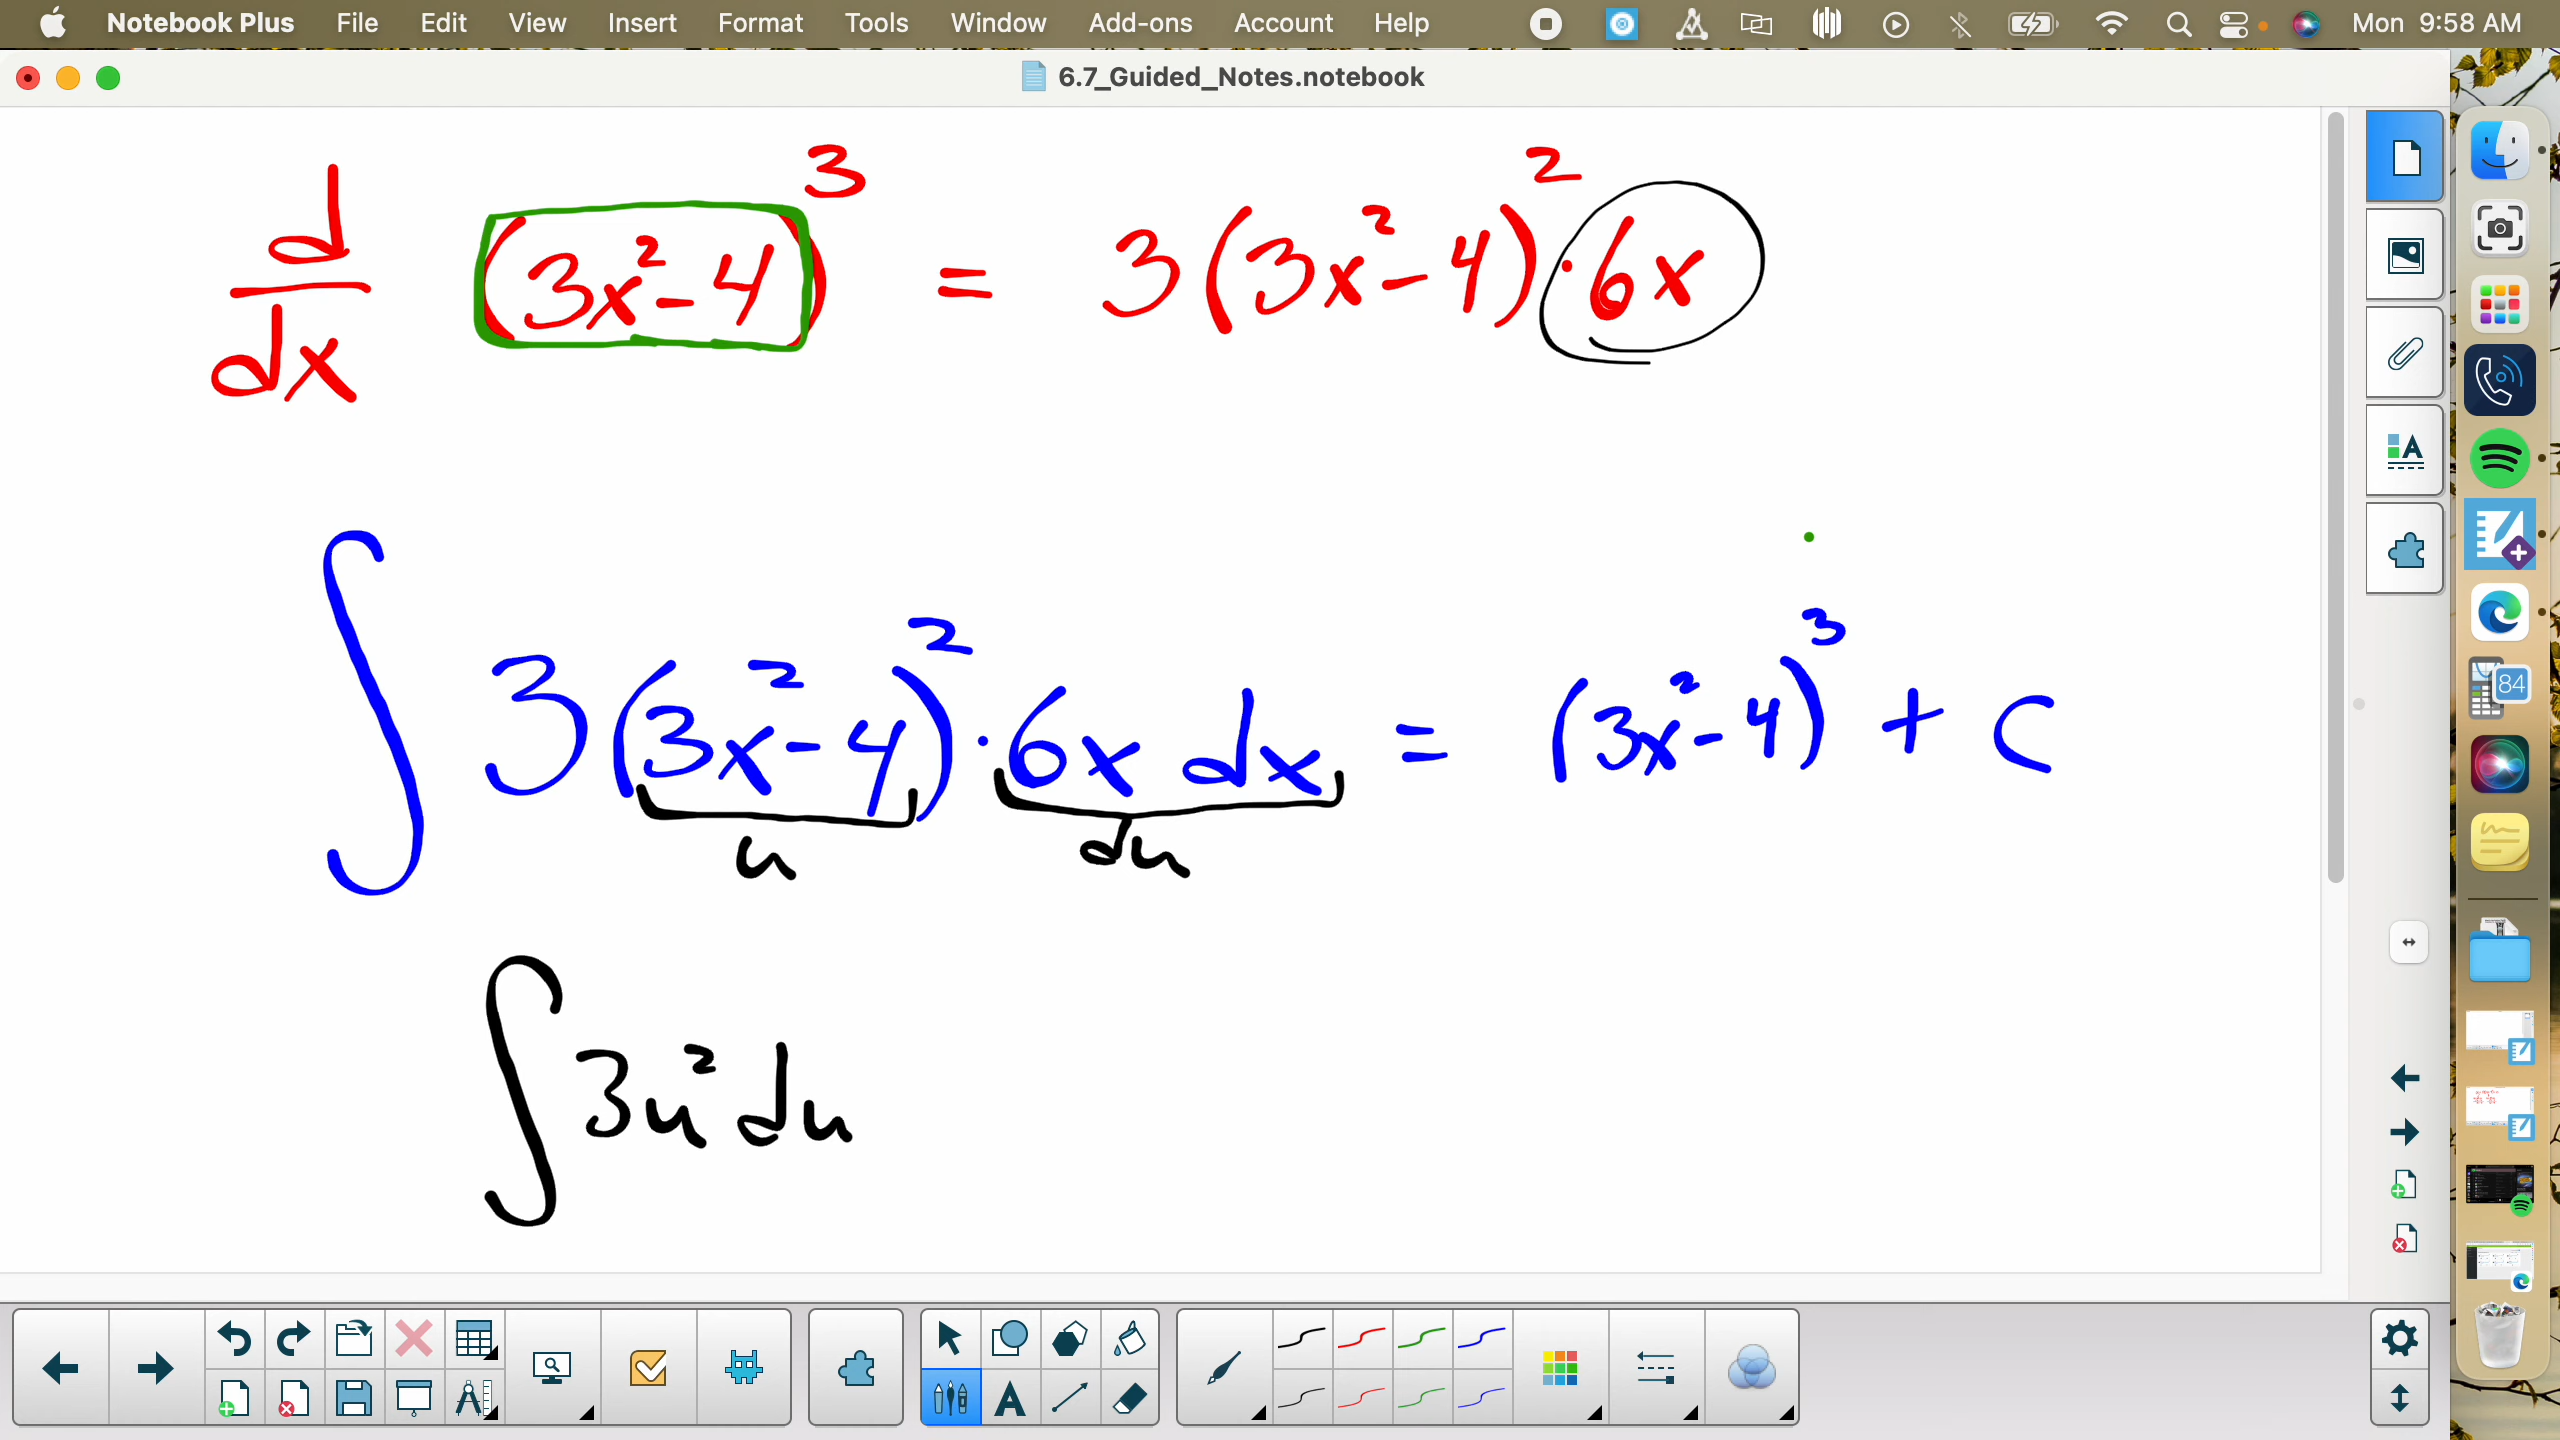 Notebook Plus File Edit View Insert Format Tools Window Add-ons Account Help Mon 9:58 AM
6.7_Guided_Notes.notebook
d/dx (3x²-4)³ = 3(3x²-4)²·6x
∫ 3(3x²-4)²·6x dx = (3x²-4)³ + C
u du
∫ 3u² du
A
84
A